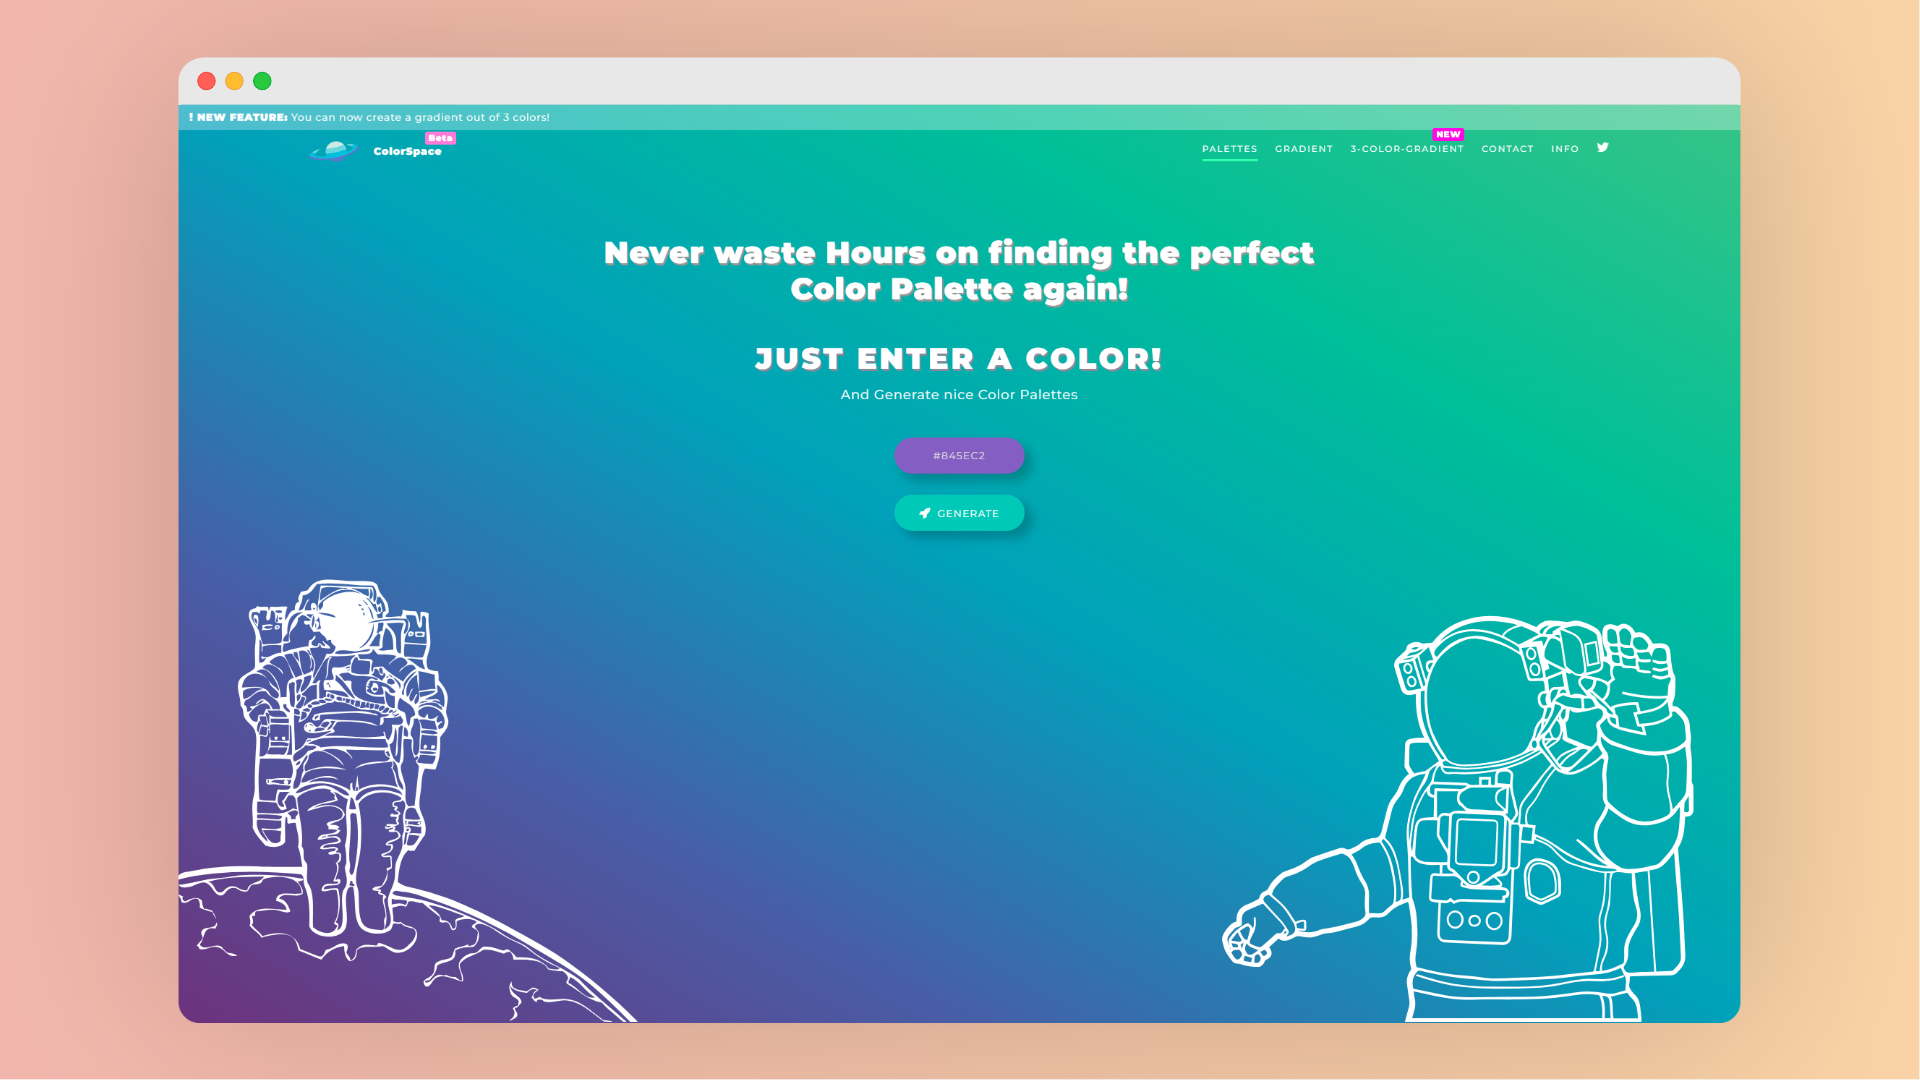 ! NEW FEATURE: You can now create a gradient out of 3 colors!
ColorSpace Beta
PALETTES GRADIENT 3-COLOR-GRADIENT NEW CONTACT INFO
Never waste Hours on finding the perfect
Color Palette again!
JUST ENTER A COLOR!
And Generate nice Color Palettes
#845EC2
GENERATE